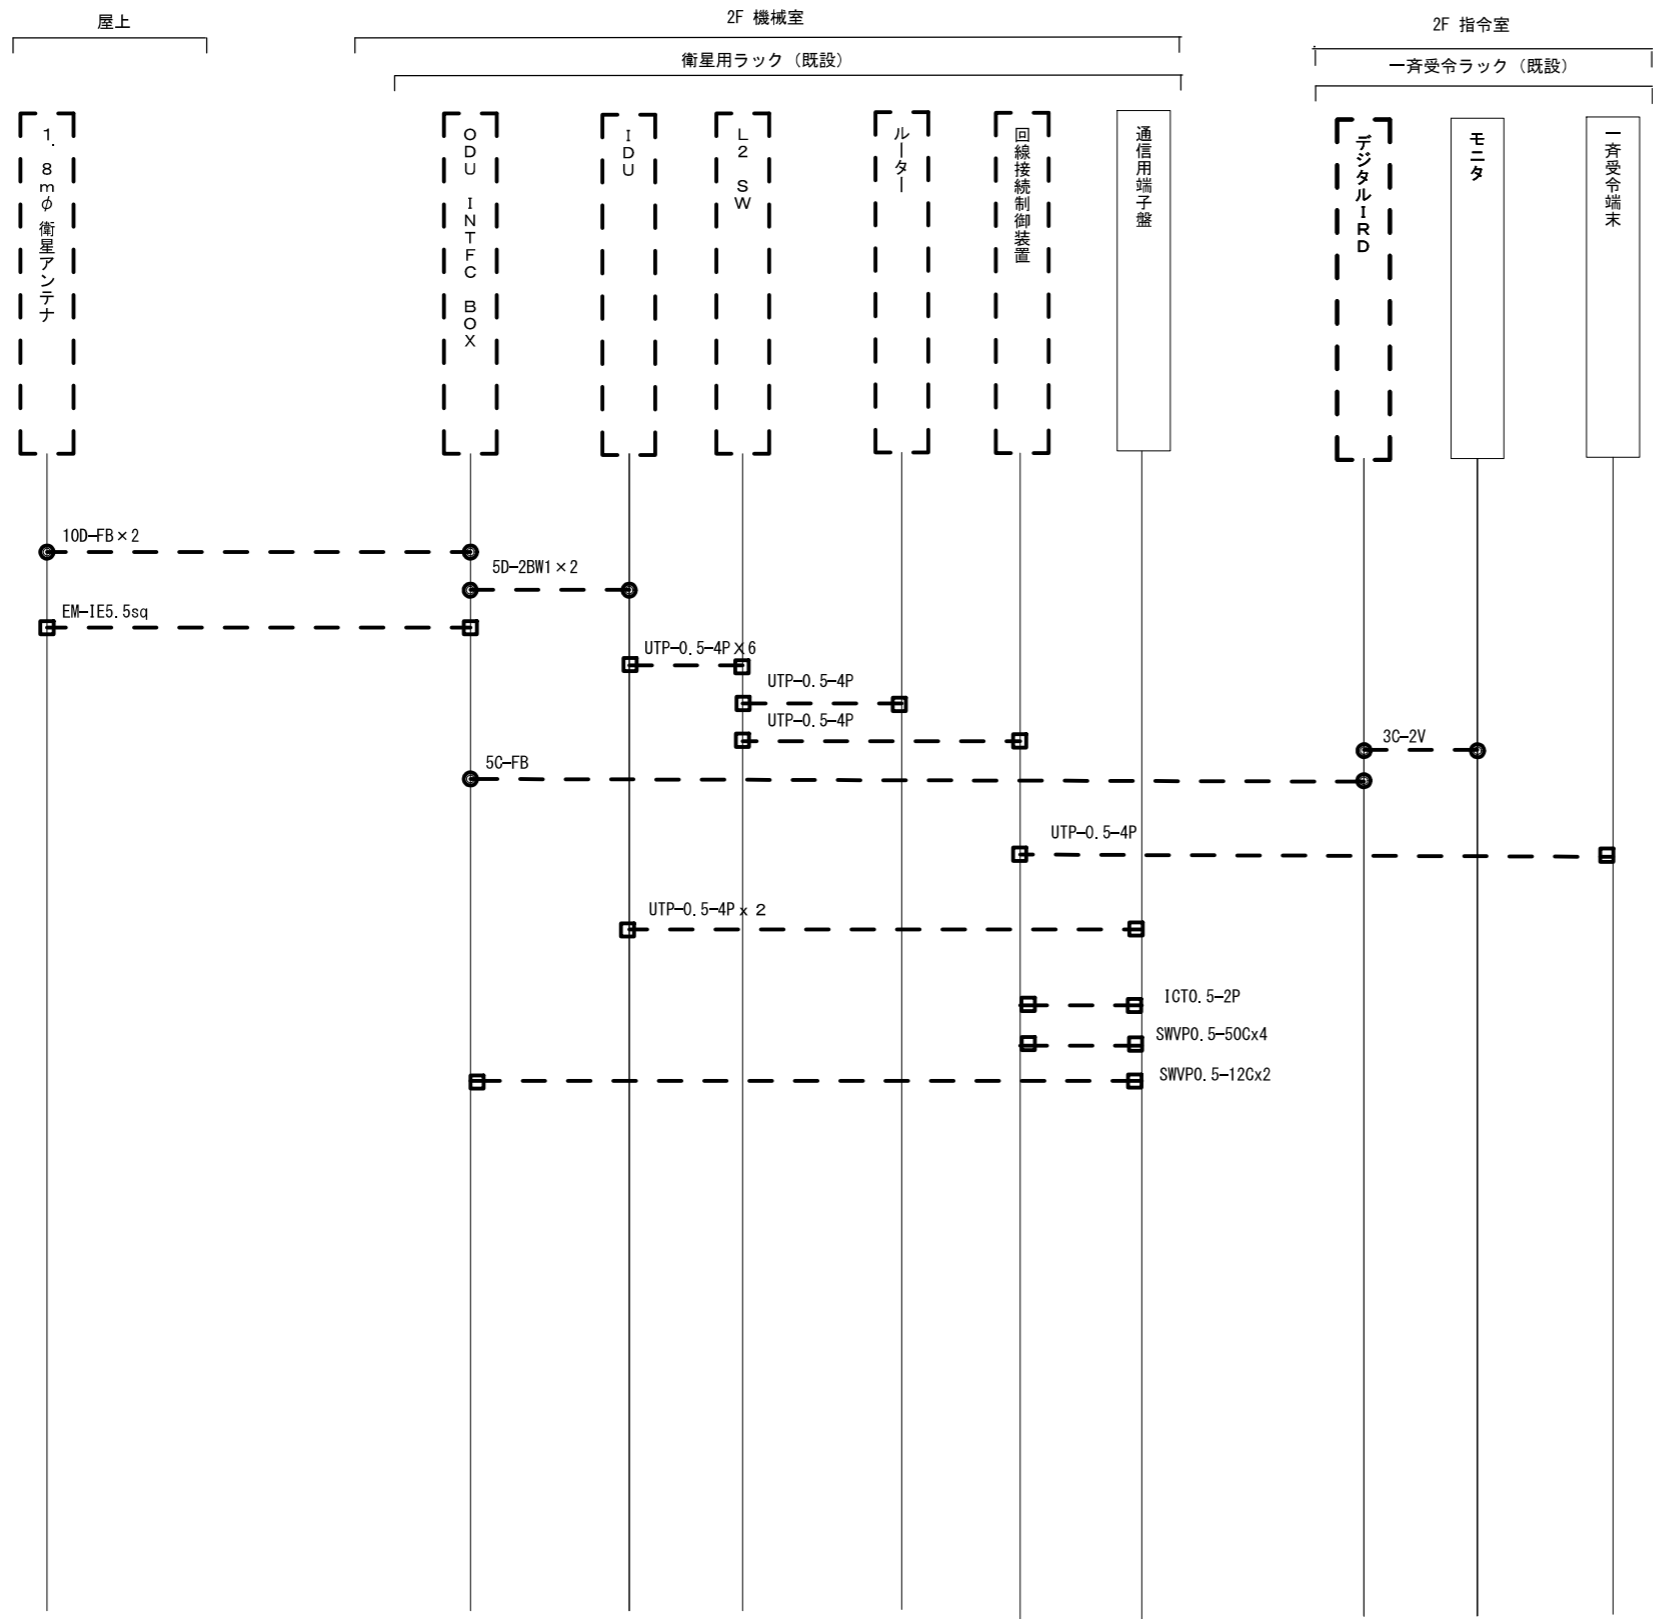 屋上
2F 機械室
2F 指令室
衛星用ラック（既設）
一斉受令ラック（既設）
1. 8mφ衛星アンテナ
ODU INTFC BOX
IDU
L2 SW
ルーター
回線接続制御装置
通信用端子盤
デジタルIRD
モニタ
一斉受令端末
10D-FB×2
5D-2BW1×2
EM-IE5.5sq
UTP-0.5-4P×6
UTP-0.5-4P
UTP-0.5-4P
3C-2V
5C-FB
UTP-0.5-4P
UTP-0.5-4Px 2
ICT0.5-2P
SWVP0.5-50Cx4
SWVP0.5-12Cx2